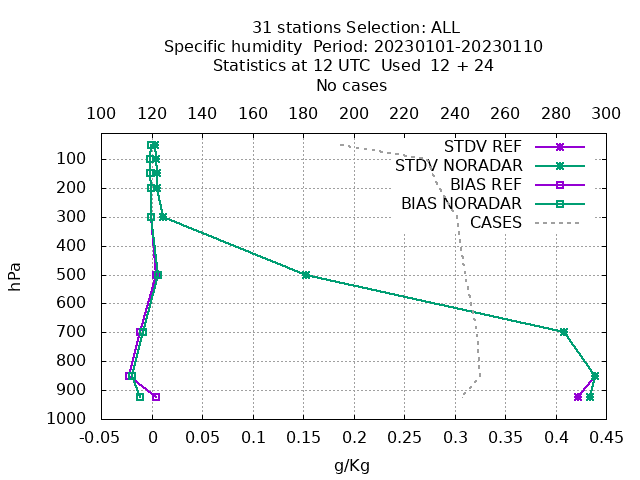 31 stations Selection: ALL
Specific humidity  Period: 20230101-20230110
Statistics at 12 UTC  Used  12 + 24
No cases
100 120 140 160 180 200 220 240 260 280 300
STDV REF
STDV NORADAR
BIAS REF
BIAS NORADAR
CASES
hPa
100
200
300
400
500
600
700
800
900
1000
-0.05 0 0.05 0.1 0.15 0.2 0.25 0.3 0.35 0.4 0.45
g/Kg